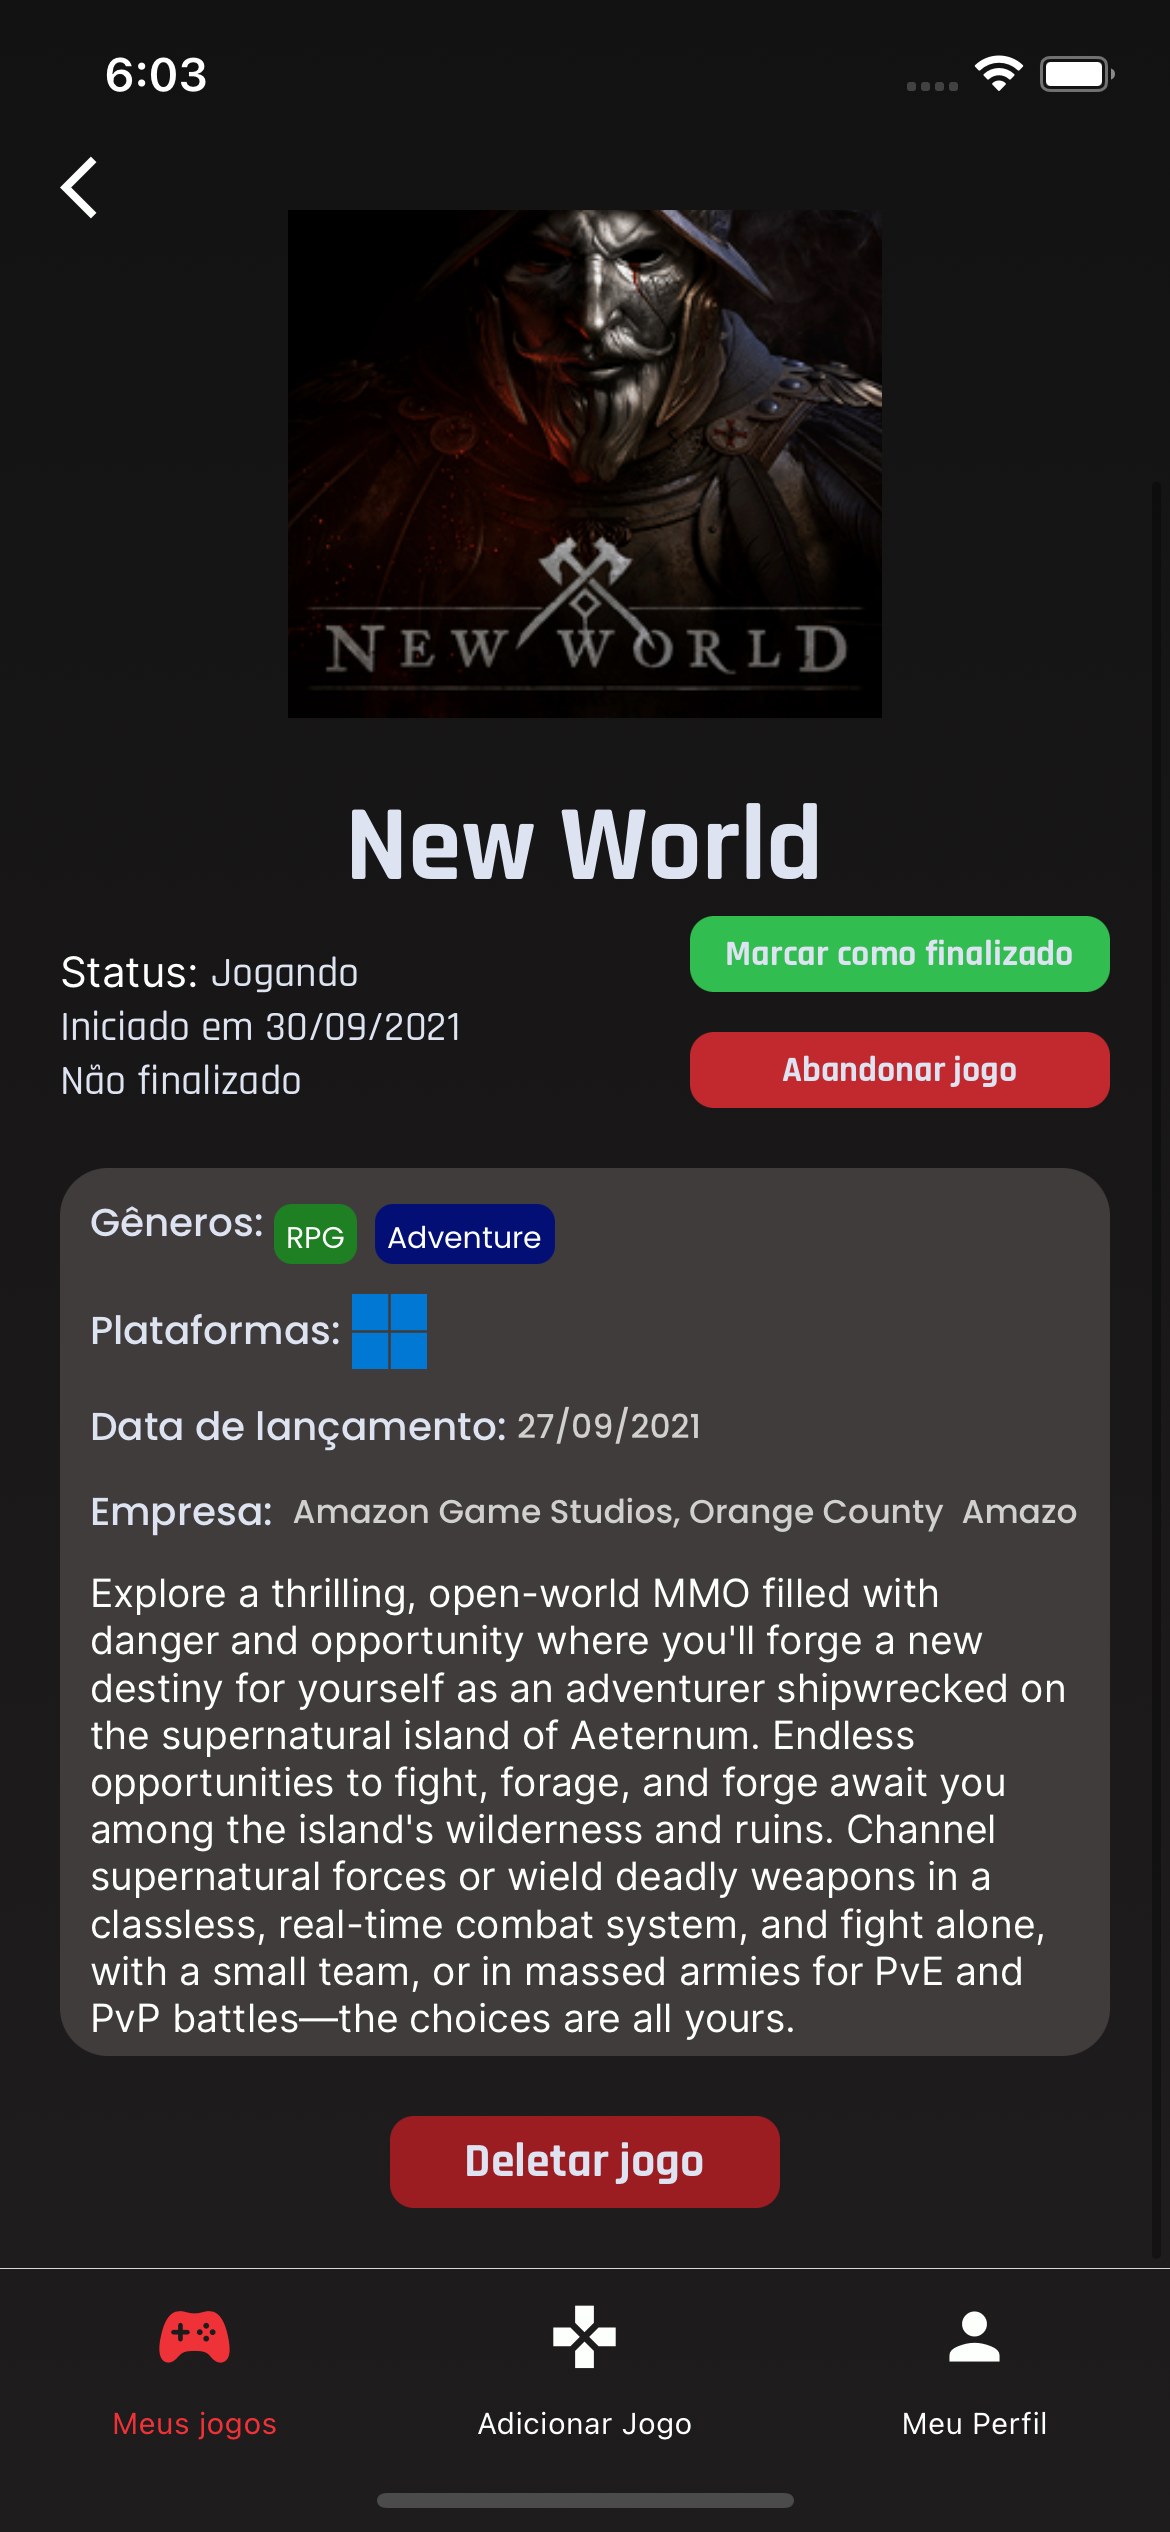 6:03
NEW WORLD
New World
Status: Jogando
Iniciado em 30/09/2021
Não finalizado
Marcar como finalizado
Abandonar jogo
Gêneros: RPG Adventure
Plataformas:
Data de lançamento: 27/09/2021
Empresa: Amazon Game Studios, Orange County Amazo
Explore a thrilling, open-world MMO filled with
danger and opportunity where you'll forge a new
destiny for yourself as an adventurer shipwrecked on
the supernatural island of Aeternum. Endless
opportunities to fight, forage, and forge await you
among the island's wilderness and ruins. Channel
supernatural forces or wield deadly weapons in a
classless, real-time combat system, and fight alone,
with a small team, or in massed armies for PvE and
PvP battles—the choices are all yours.
Deletar jogo
Meus jogos
Adicionar Jogo
Meu Perfil